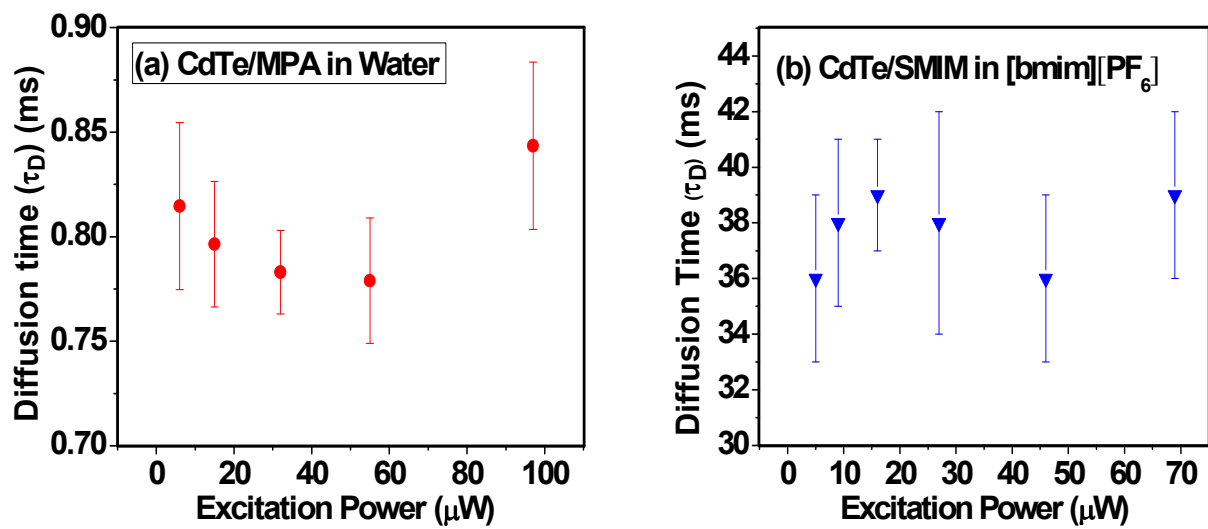 (a) CdTe/MPA in Water
Diffusion time (τD) (ms)
0.90
0.85
0.80
0.75
0.70
0 20 40 60 80 100
Excitation Power (μW)
(b) CdTe/SMIM in [bmim][PF6]
Diffusion Time (τD) (ms)
44
42
40
38
36
34
32
30
0 10 20 30 40 50 60 70
Excitation Power (μW)